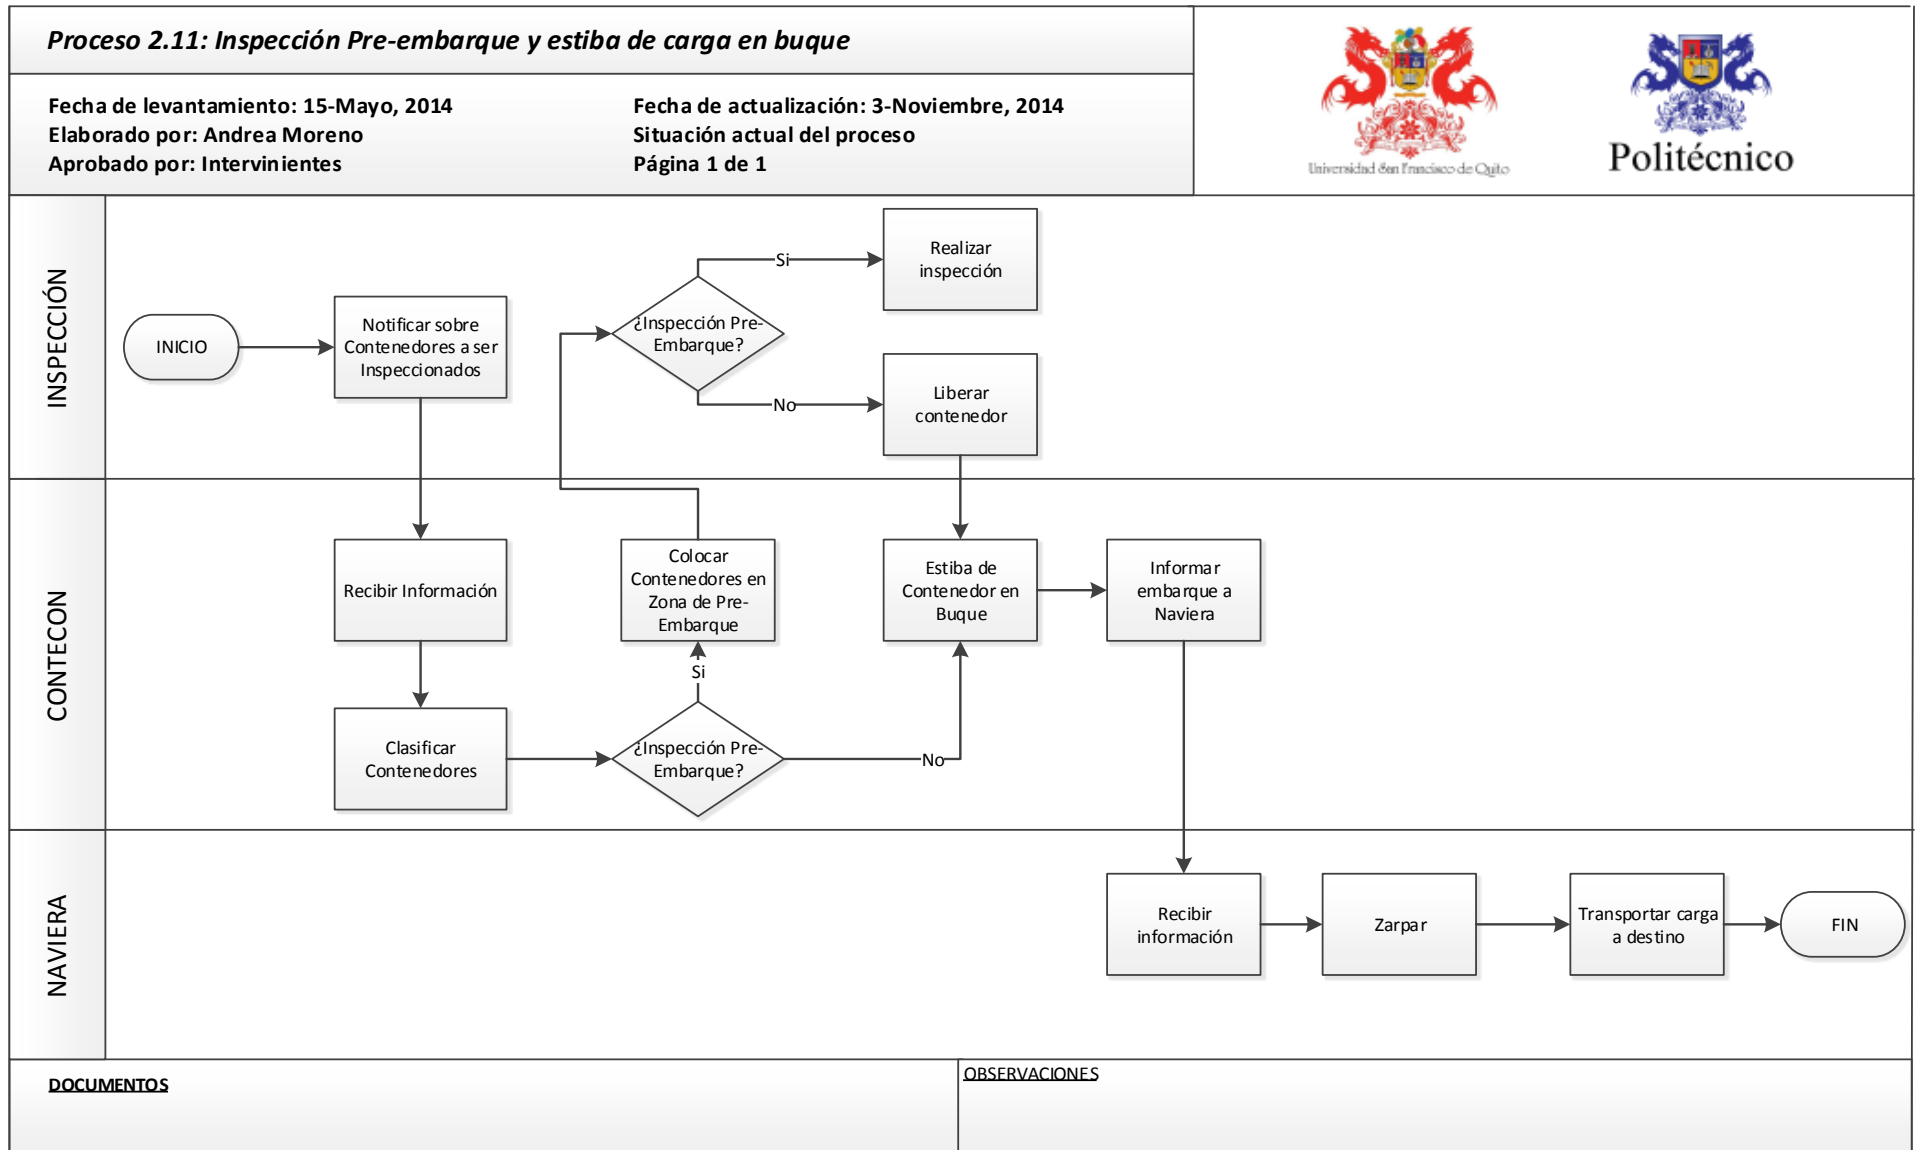 Proceso 2.11: Inspección Pre-embarque y estiba de carga en buque
Fecha de levantamiento: 15-Mayo, 2014
Elaborado por: Andrea Moreno
Aprobado por: Intervinientes
Fecha de actualización: 3-Noviembre, 2014
Situación actual del proceso
Página 1 de 1
Universidad San Francisco de Quito
Politécnico
INSPECCIÓN
INICIO
Notificar sobre
Contenedores a ser
Inspeccionados
¿Inspección Pre-
Embarque?
Si
Realizar
inspección
No
Liberar
contenedor
CONTECON
Recibir Información
Clasificar
Contenedores
¿Inspección Pre-
Embarque?
Si
Colocar
Contenedores en
Zona de Pre-
Embarque
No
Estiba de
Contenedor en
Buque
Informar
embarque a
Naviera
NAVIERA
Recibir
información
Zarpar
Transportar carga
a destino
FIN
DOCUMENTOS
OBSERVACIONES